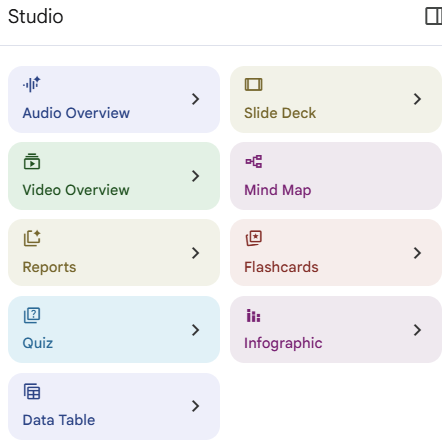 Studio
Audio Overview
Slide Deck
Video Overview
Mind Map
Reports
Flashcards
Quiz
Infographic
Data Table